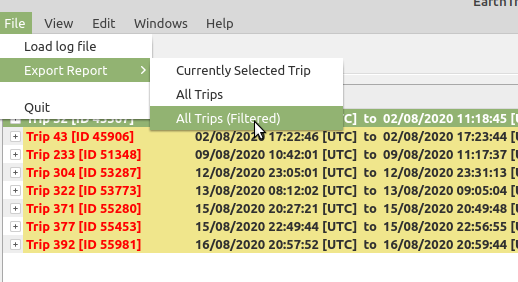 EarthTr
File View Edit Windows Help
Load log file
Export Report
Quit
Currently Selected Trip
All Trips
All Trips (Filtered)
[UTC] to 02/08/2020 11:18:45 [UTC]
Trip 43 [ID 45906] 02/08/2020 17:22:46 [UTC] to 02/08/2020 17:23:44
Trip 233 [ID 51348] 09/08/2020 10:42:01 [UTC] to 09/08/2020 11:17:37
Trip 304 [ID 53287] 12/08/2020 23:05:01 [UTC] to 12/08/2020 23:31:13
Trip 322 [ID 53773] 13/08/2020 08:12:02 [UTC] to 13/08/2020 09:05:04
Trip 371 [ID 55280] 15/08/2020 20:27:21 [UTC] to 15/08/2020 20:49:48
Trip 377 [ID 55453] 15/08/2020 22:49:44 [UTC] to 15/08/2020 22:56:55
Trip 392 [ID 55981] 16/08/2020 20:57:52 [UTC] to 16/08/2020 20:59:44